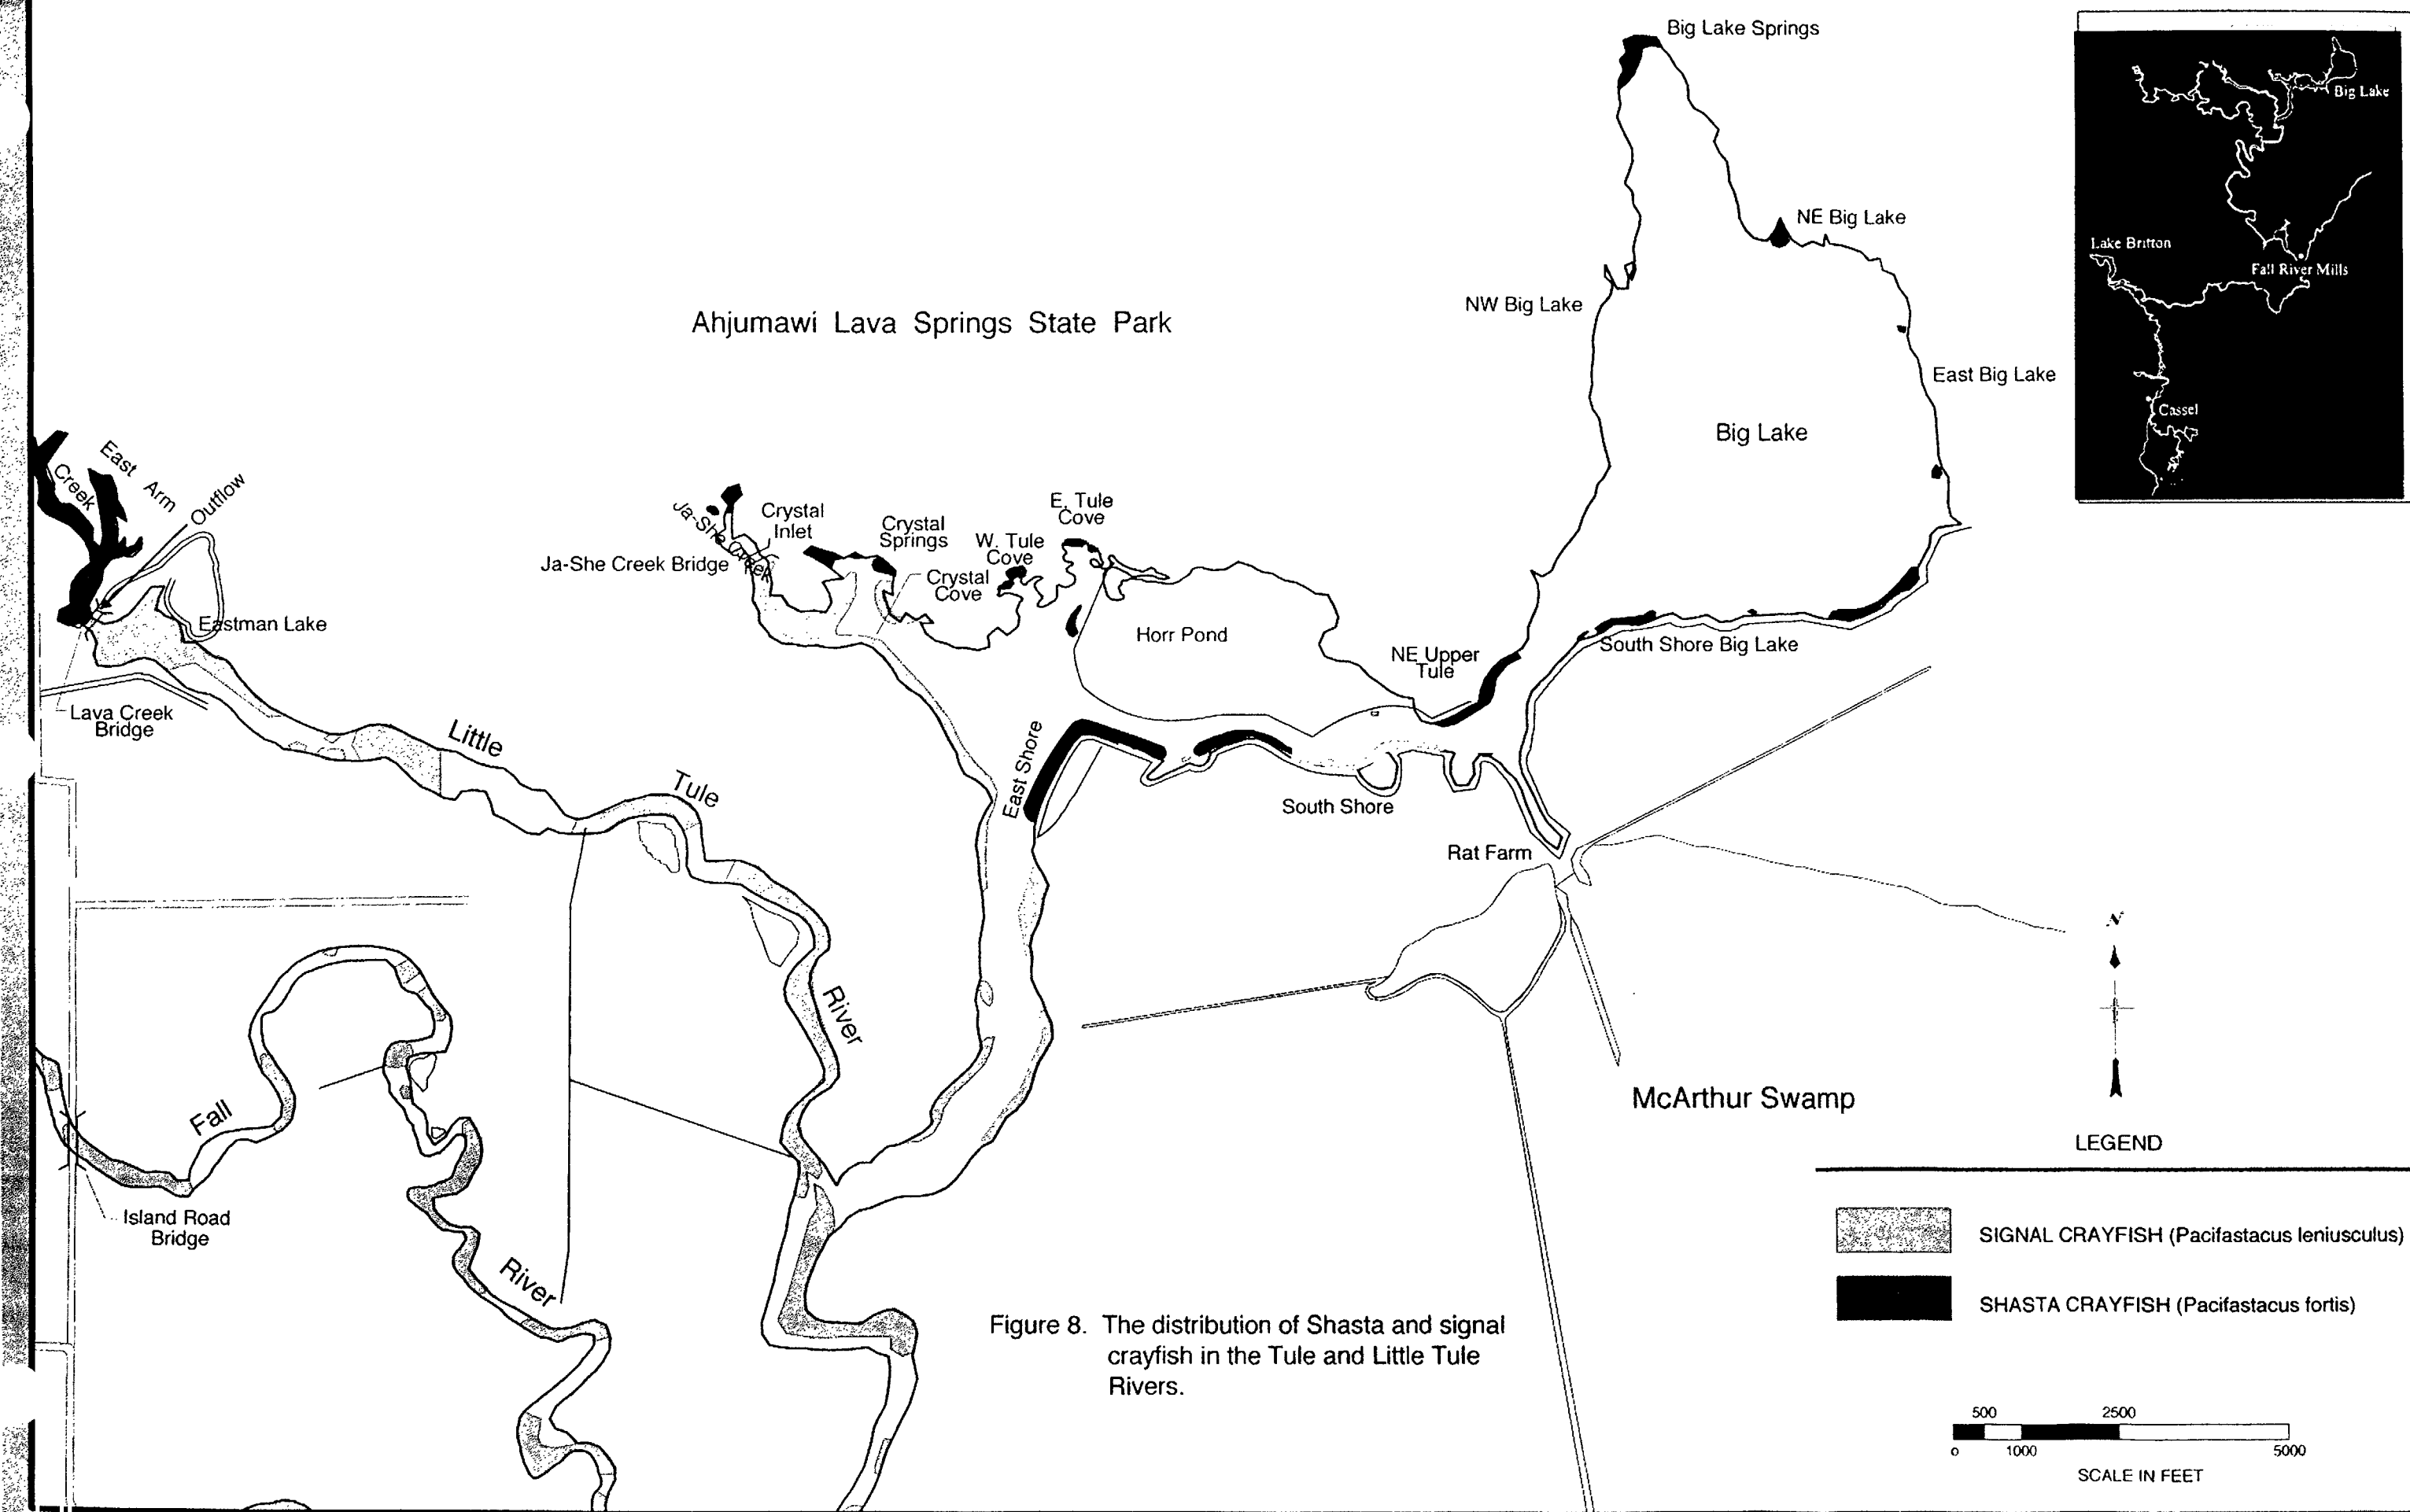 Big Lake Springs
Big Lake
NE Big Lake
Lake Britton
Fall River Mills
NW Big Lake
Ahjumawi Lava Springs State Park
East Big Lake
Cassel
Big Lake
East Arm
Creek
Outflow
E. Tule
Cove
Crystal
Inlet
Ja-She Creek
Crystal
Springs
W. Tule
Cove
Ja-She Creek Bridge
Crystal
Cove
Eastman Lake
Horr Pond
South Shore Big Lake
NE Upper
Tule
Lava Creek
Bridge
Little
Tule
River
East Shore
South Shore
Rat Farm
N
McArthur Swamp
Fall
River
Island Road
Bridge
LEGEND
SIGNAL CRAYFISH (Pacifastacus leniusculus)
SHASTA CRAYFISH (Pacifastacus fortis)
Figure 8. The distribution of Shasta and signal
crayfish in the Tule and Little Tule
Rivers.
500 2500
0 1000 5000
SCALE IN FEET